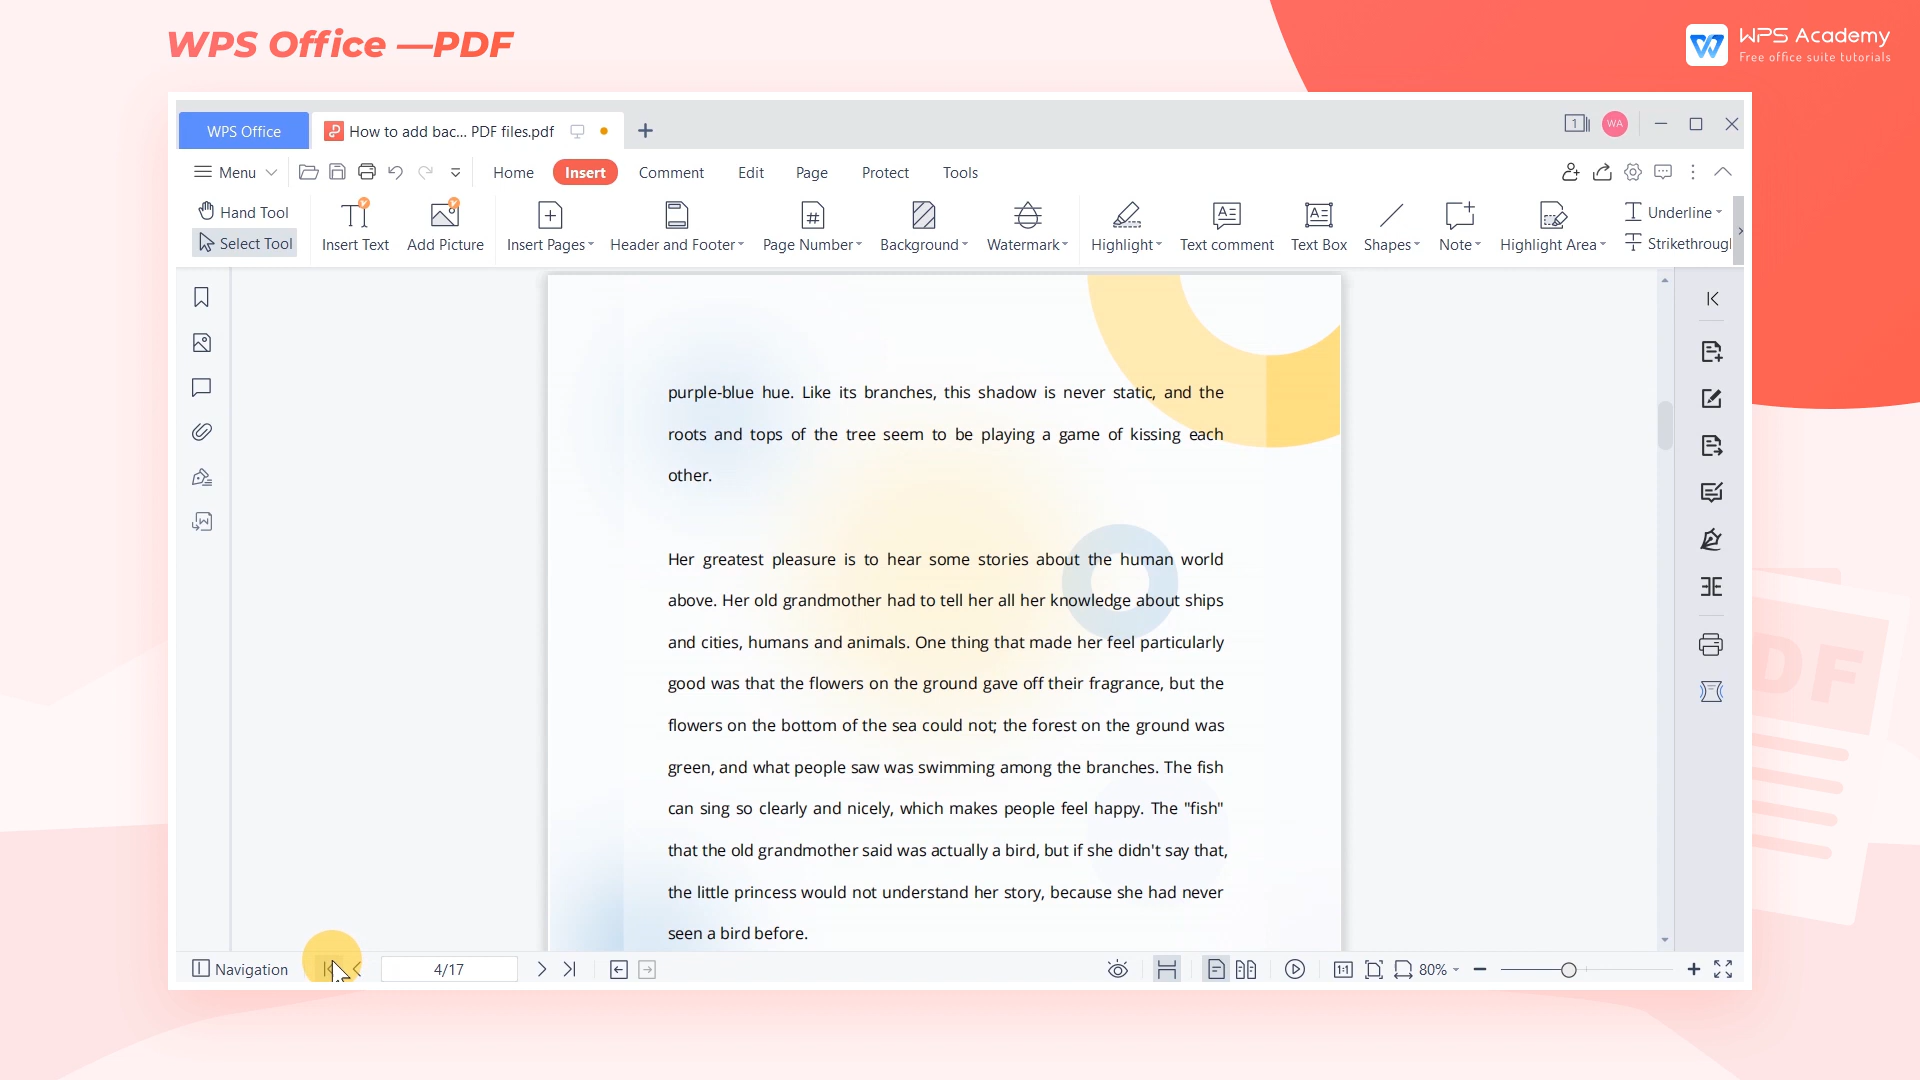 WPS Office —PDF
WPS Academy
Free office suite tutorials
WPS Office
How to add bac... PDF files.pdf
1
WA
Menu
Home
Insert
Comment
Edit
Page
Protect
Tools
Hand Tool
Select Tool
Insert Text
Add Picture
Insert Pages
Header and Footer
Page Number
Background
Watermark
Highlight
Text comment
Text Box
Shapes
Note
Highlight Area
Underline
Strikethroug
purple-blue hue. Like its branches, this shadow is never static, and the
roots and tops of the tree seem to be playing a game of kissing each
other.
Her greatest pleasure is to hear some stories about the human world
above. Her old grandmother had to tell her all her knowledge about ships
and cities, humans and animals. One thing that made her feel particularly
good was that the flowers on the ground gave off their fragrance, but the
flowers on the bottom of the sea could not; the forest on the ground was
green, and what people saw was swimming among the branches. The fish
can sing so clearly and nicely, which makes people feel happy. The "fish"
that the old grandmother said was actually a bird, but if she didn't say that,
the little princess would not understand her story, because she had never
seen a bird before.
PDF
Navigation
4/17
1:1
80%